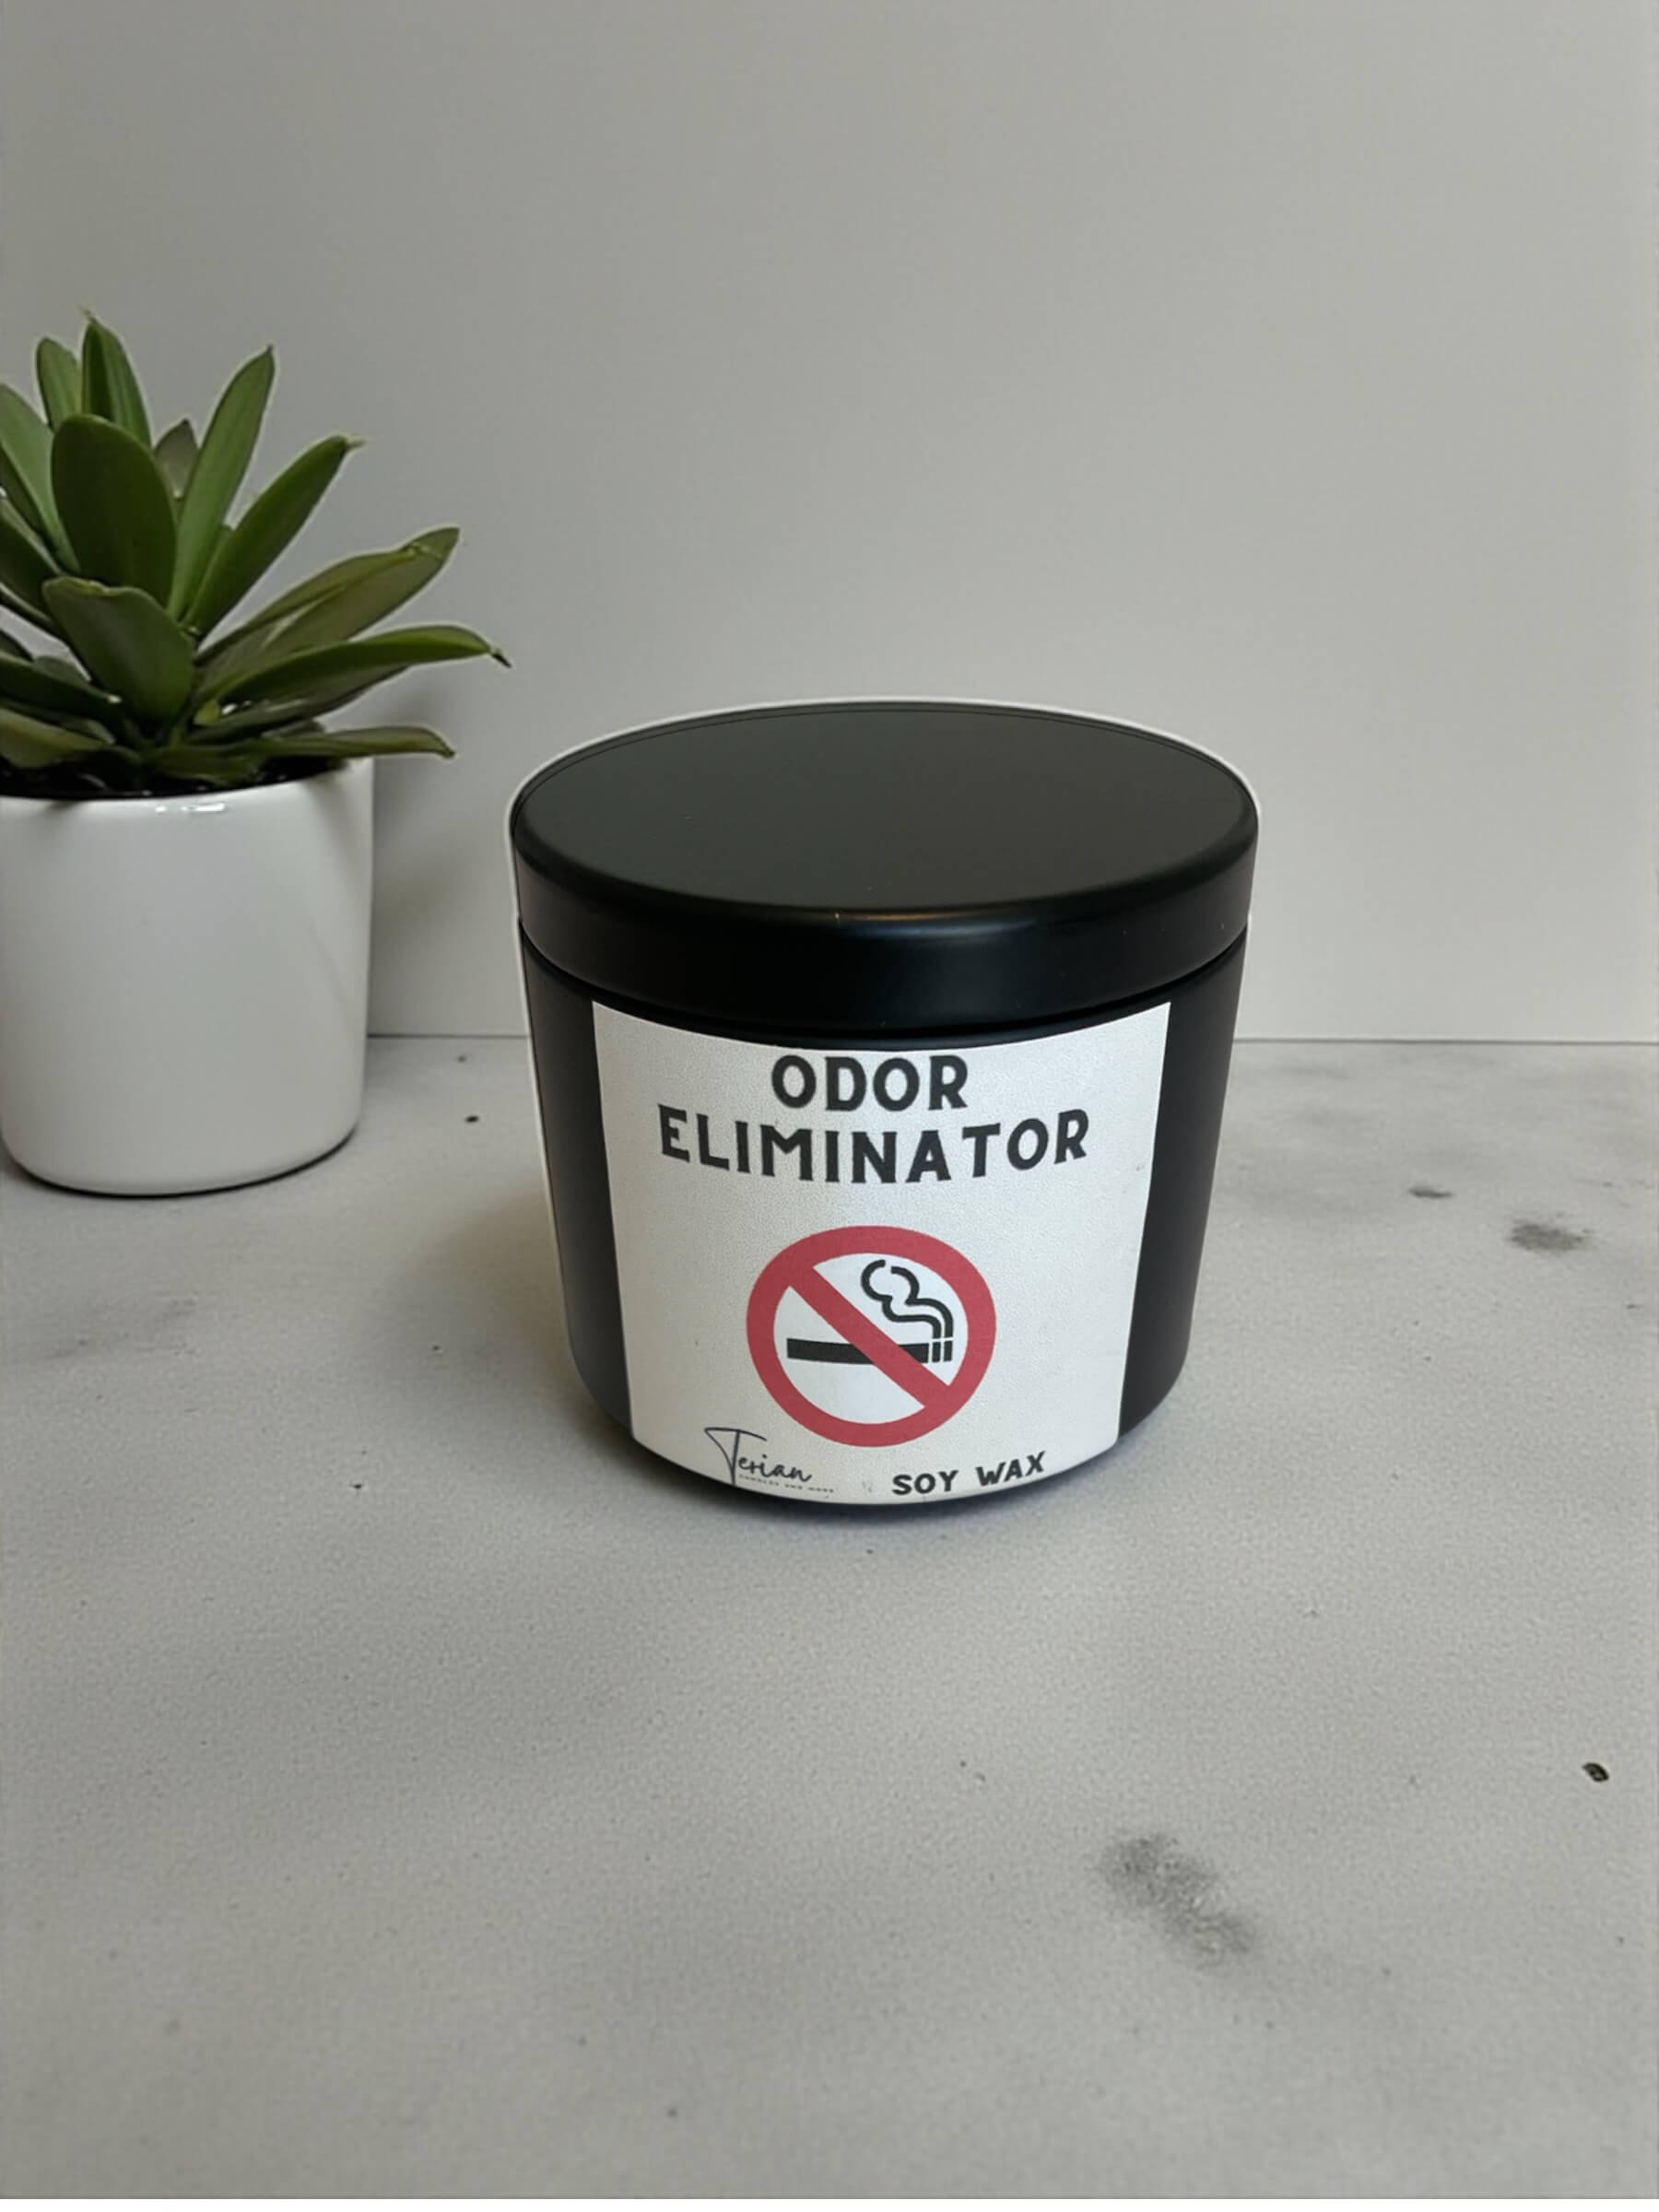 ODOR
ELIMINATOR
Terian
SOY WAX